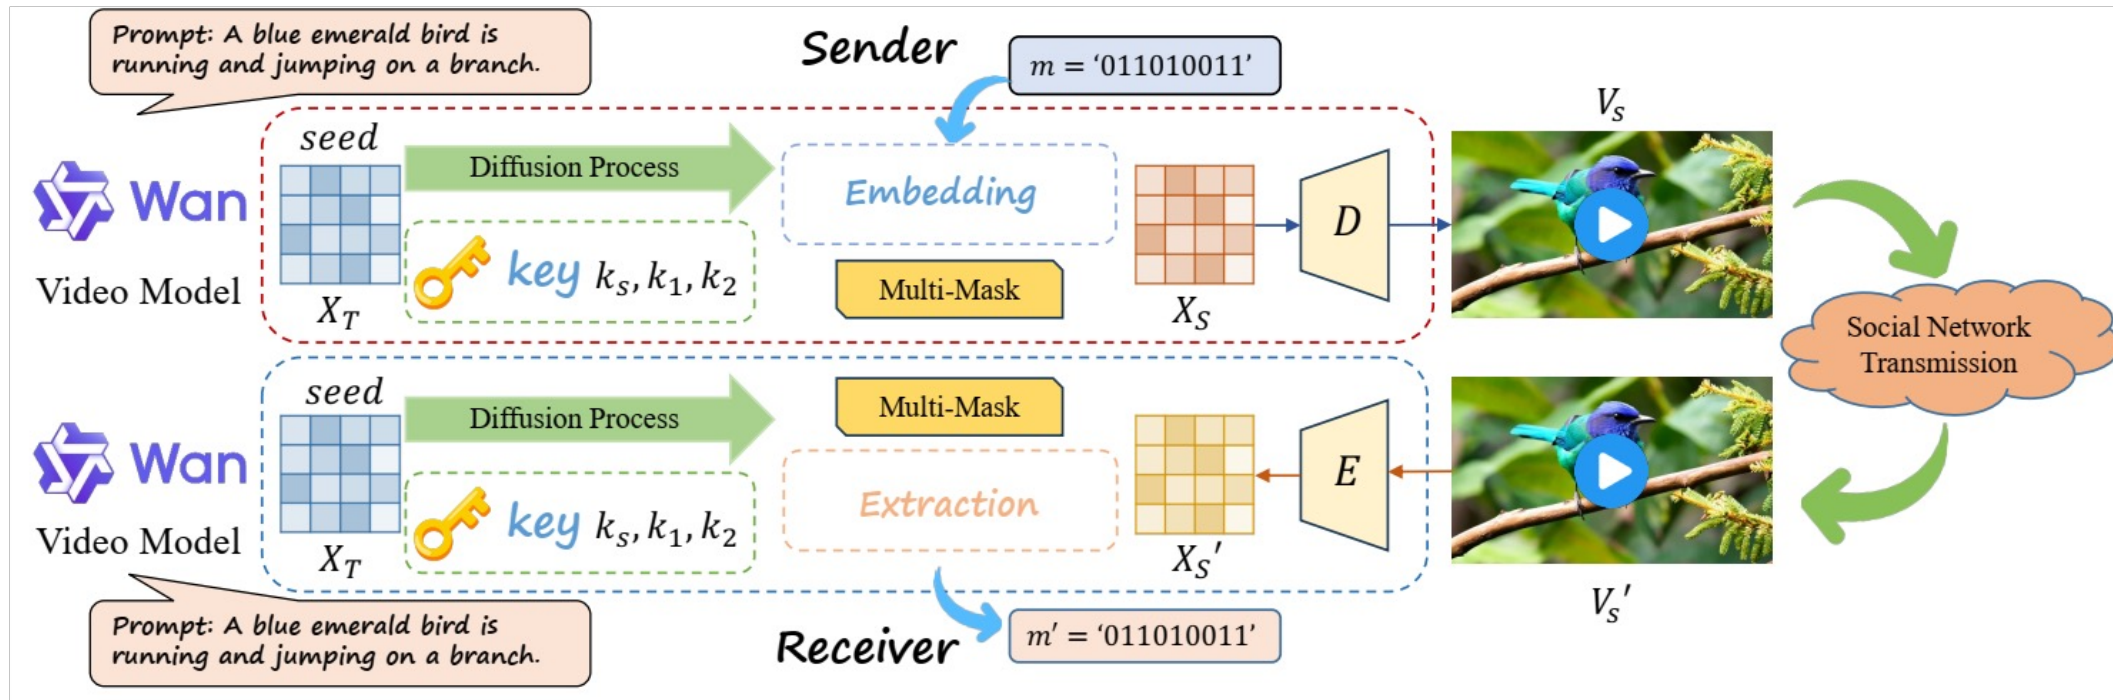 Prompt: A blue emerald bird is
running and jumping on a branch.
Sender
m = ‘011010011’
seed
Diffusion Process
Embedding
V_s
Wan
Video Model
key k_s, k_1, k_2
Multi-Mask
D
X_T
X_S
Social Network
Transmission
seed
Diffusion Process
Multi-Mask
Wan
Video Model
key k_s, k_1, k_2
Extraction
E
X_T
X_S′
V_s′
Prompt: A blue emerald bird is
running and jumping on a branch.
Receiver
m′ = ‘011010011’